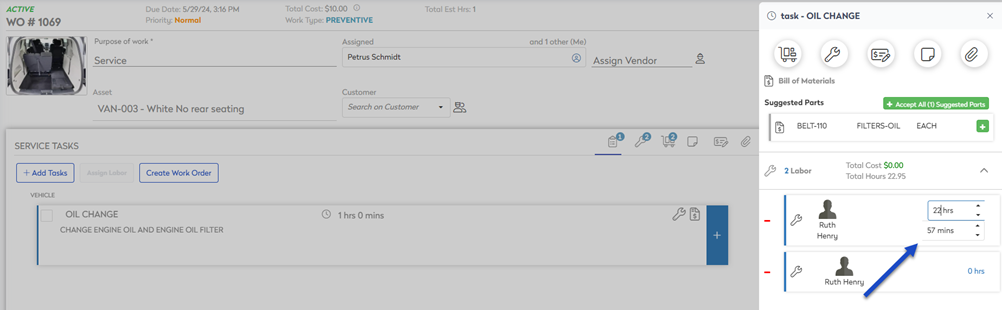 ACTIVE
WO # 1069
Due Date: 5/29/24, 3:16 PM
Priority: Normal
Total Cost: $10.00
Work Type: PREVENTIVE
Total Est Hrs: 1
Purpose of work *
Service
Assigned
and 1 other (Me)
Petrus Schmidt
Assign Vendor
Asset
VAN-003 - White No rear seating
Customer
Search on Customer
SERVICE TASKS
1
2
2
+ Add Tasks
Assign Labor
Create Work Order
VEHICLE
OIL CHANGE
1 hrs 0 mins
CHANGE ENGINE OIL AND ENGINE OIL FILTER
+
task - OIL CHANGE
×
Bill of Materials
Suggested Parts
+ Accept All (1) Suggested Parts
BELT-110 FILTERS-OIL EACH
+
2 Labor
Total Cost $0.00
Total Hours 22.95
Ruth
Henry
22 hrs
57 mins
Ruth Henry
0 hrs